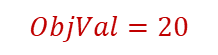 ObjVal = 20